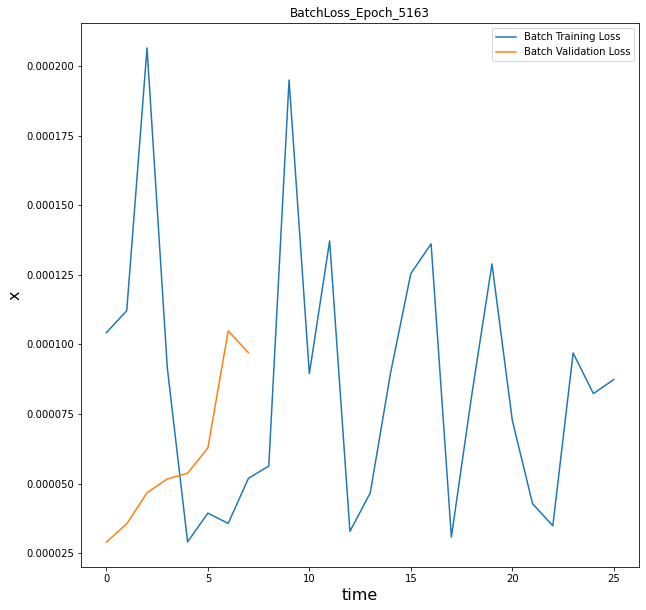 BatchLoss_Epoch_5163
Batch Training Loss
Batch Validation Loss
0.000200
0.000175
0.000150
0.000125
0.000100
0.000075
0.000050
0.000025
x
0 5 10 15 20 25
time